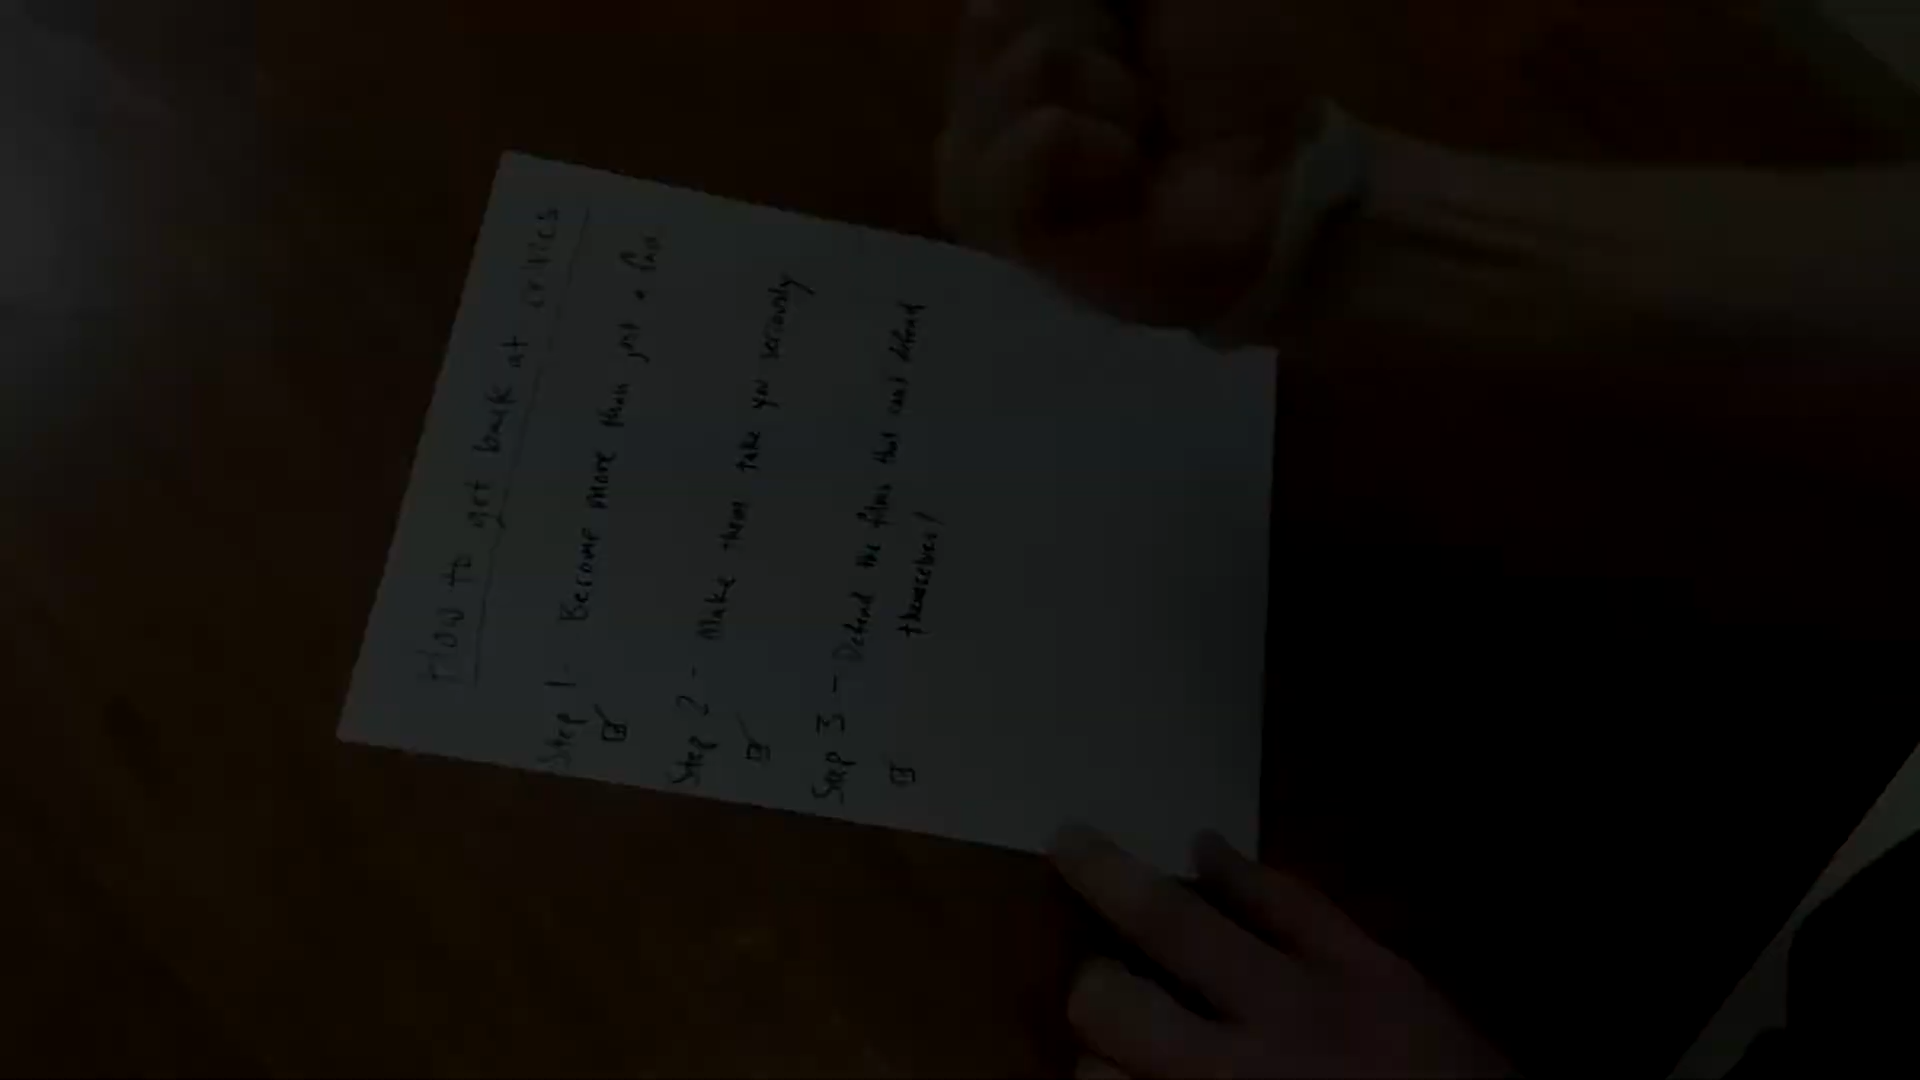 How to get back at critics
Step 1 - Become more than just a fan
Step 2 - Make them take you seriously
Step 3 - Defend the films that can't defend
themselves!